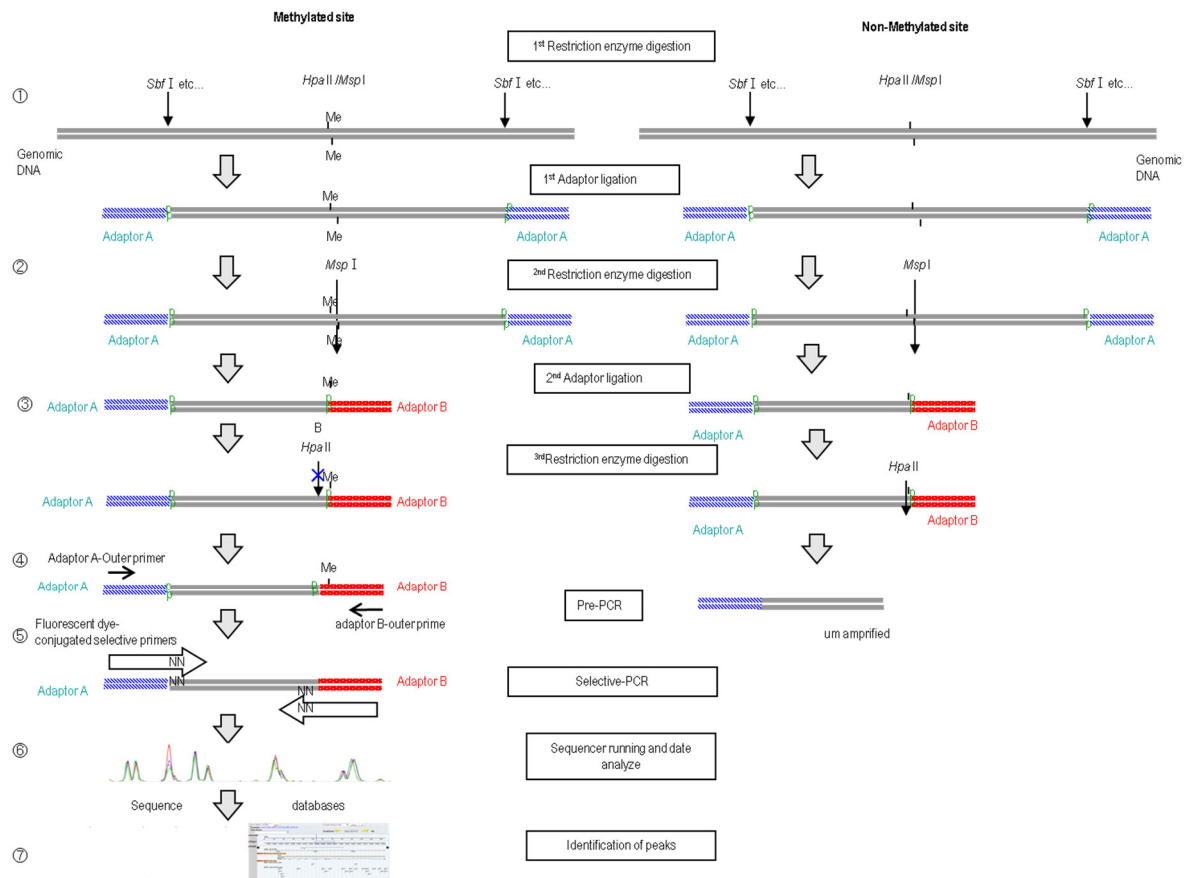 Methylated site
Non-Methylated site
1st Restriction enzyme digestion
Sbf I etc...
Hpa II /Msp I
Sbf I etc...
Sbf I etc...
Hpa II /Msp I
Sbf I etc...
①
Me
Me
Genomic
DNA
Genomic
DNA
1st Adaptor ligation
Me
p
p
p
p
p
p
p
p
Adaptor A
Me
Adaptor A
Adaptor A
Adaptor A
②
Msp I
2nd Restriction enzyme digestion
Msp I
Me
p
p
p
p
p
p
p
p
Adaptor A
Me
Adaptor A
Adaptor A
Adaptor A
2nd Adaptor ligation
Me
③
Adaptor A
p
p
p
p
Adaptor B
p
p
p
p
Adaptor A
Adaptor B
B
Hpa II
3rd Restriction enzyme digestion
Hpa II
Me
Adaptor A
p
p
p
p
Adaptor B
p
p
p
p
Adaptor A
Adaptor B
④
Adaptor A-Outer primer
Me
Adaptor A
p
p
p
Adaptor B
Pre-PCR
adaptor B-outer prime
um amprified
⑤
Fluorescent dye-
conjugated selective primers
NN
Adaptor A
NN
Adaptor B
NN
NN
Selective-PCR
⑥
Sequencer running and date
analyze
Sequence
databases
⑦
Identification of peaks